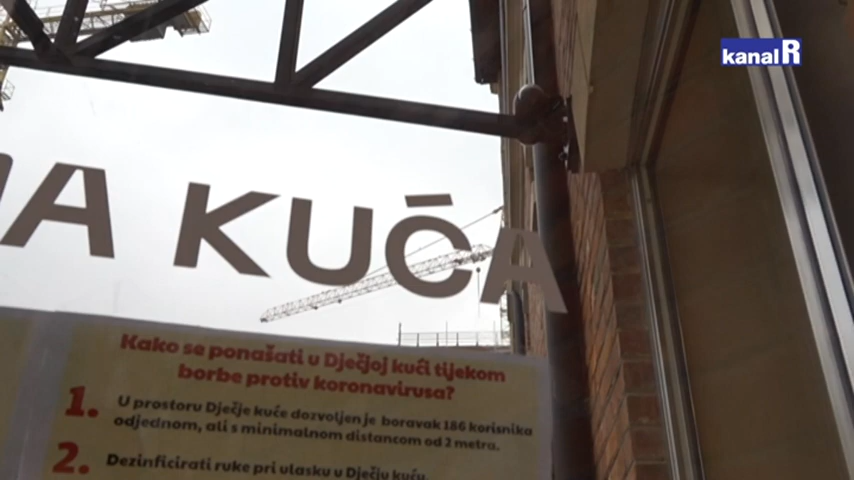 kanalR
KUĆA
Kako se ponašati u Dječjoj kući tijekom
borbe protiv koronavirusa?
1. U prostoru Dječje kuće dozvoljen je boravak 186 korisnika
odjednom, ali s minimalnom distancom od 2 metra.
2. Dezinficirati ruke pri ulasku u Dječju kuću.